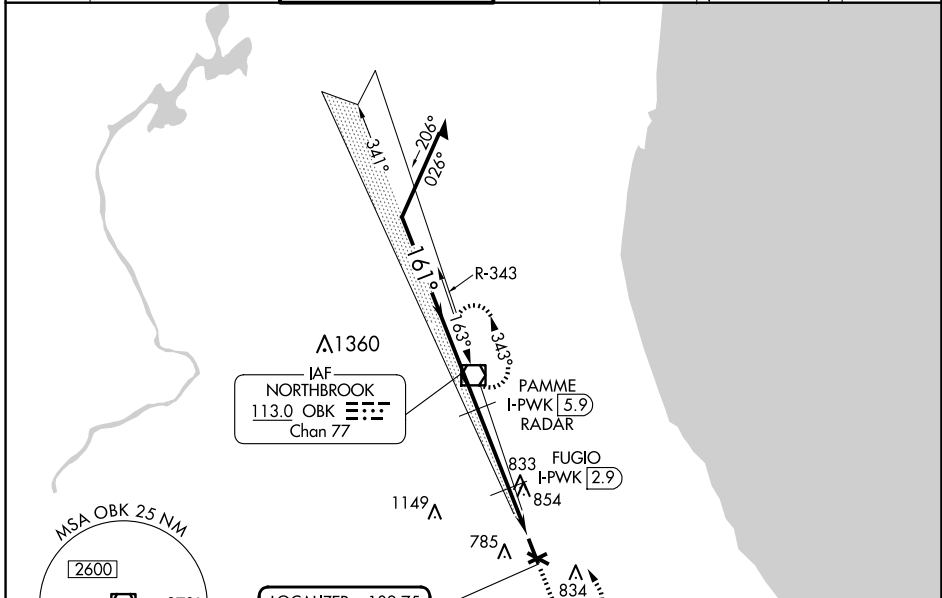 341°
206°
026°
161°
R-343
163°
343°
1360
IAF
NORTHBROOK
113.0 OBK
Chan 77
PAMME
I-PWK 5.9
RADAR
FUGIO
I-PWK 2.9
833
854
1149
785
834
MSA OBK 25 NM
2600
LOCALIZER